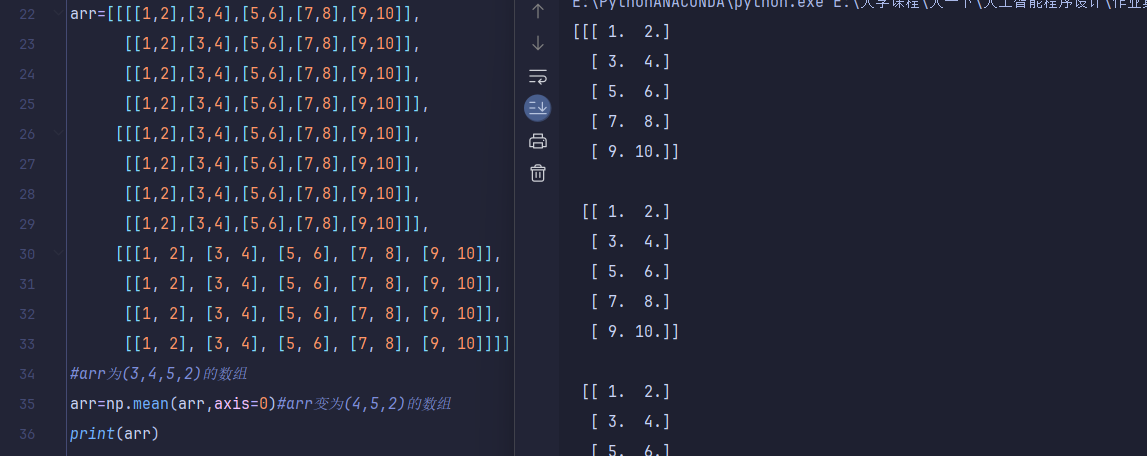 22 arr=[[[[1,2],[3,4],[5,6],[7,8],[9,10]],
23 [[1,2],[3,4],[5,6],[7,8],[9,10]],
24 [[1,2],[3,4],[5,6],[7,8],[9,10]],
25 [[1,2],[3,4],[5,6],[7,8],[9,10]]],
26 [[[1,2],[3,4],[5,6],[7,8],[9,10]],
27 [[1,2],[3,4],[5,6],[7,8],[9,10]],
28 [[1,2],[3,4],[5,6],[7,8],[9,10]],
29 [[1,2],[3,4],[5,6],[7,8],[9,10]]],
30 [[[1, 2], [3, 4], [5, 6], [7, 8], [9, 10]],
31 [[1, 2], [3, 4], [5, 6], [7, 8], [9, 10]],
32 [[1, 2], [3, 4], [5, 6], [7, 8], [9, 10]],
33 [[1, 2], [3, 4], [5, 6], [7, 8], [9, 10]]]]
34 #arr为(3,4,5,2)的数组
35 arr=np.mean(arr,axis=0)#arr变为(4,5,2)的数组
36 print(arr)
E:\PythonANACONDA\python.exe E:\大学课程\大一下\人工智能程序设计\作业
[[[ 1.  2.]
[ 3.  4.]
[ 5.  6.]
[ 7.  8.]
[ 9. 10.]]
[[ 1.  2.]
[ 3.  4.]
[ 5.  6.]
[ 7.  8.]
[ 9. 10.]]
[[ 1.  2.]
[ 3.  4.]
[ 5.  6.]